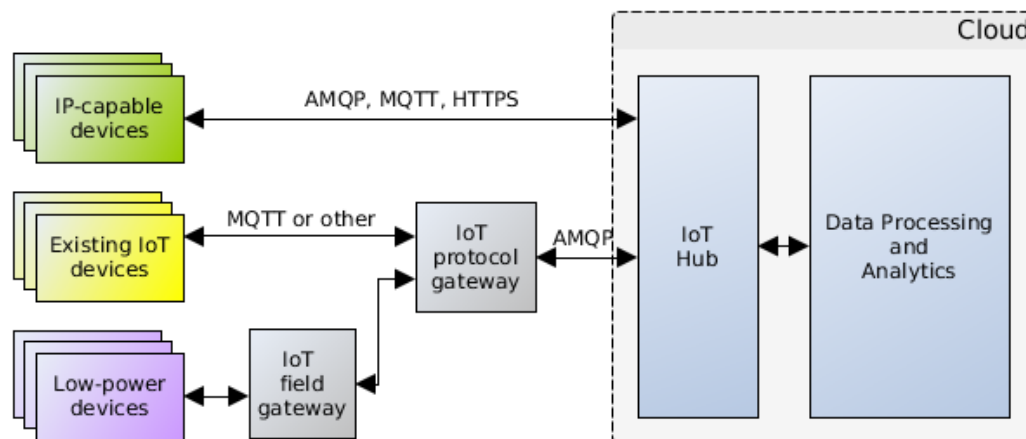 Cloud
IP-capable
devices
AMQP, MQTT, HTTPS
Existing IoT
devices
MQTT or other
IoT
protocol
gateway
AMQP
IoT
Hub
Data Processing
and
Analytics
Low-power
devices
IoT
field
gateway